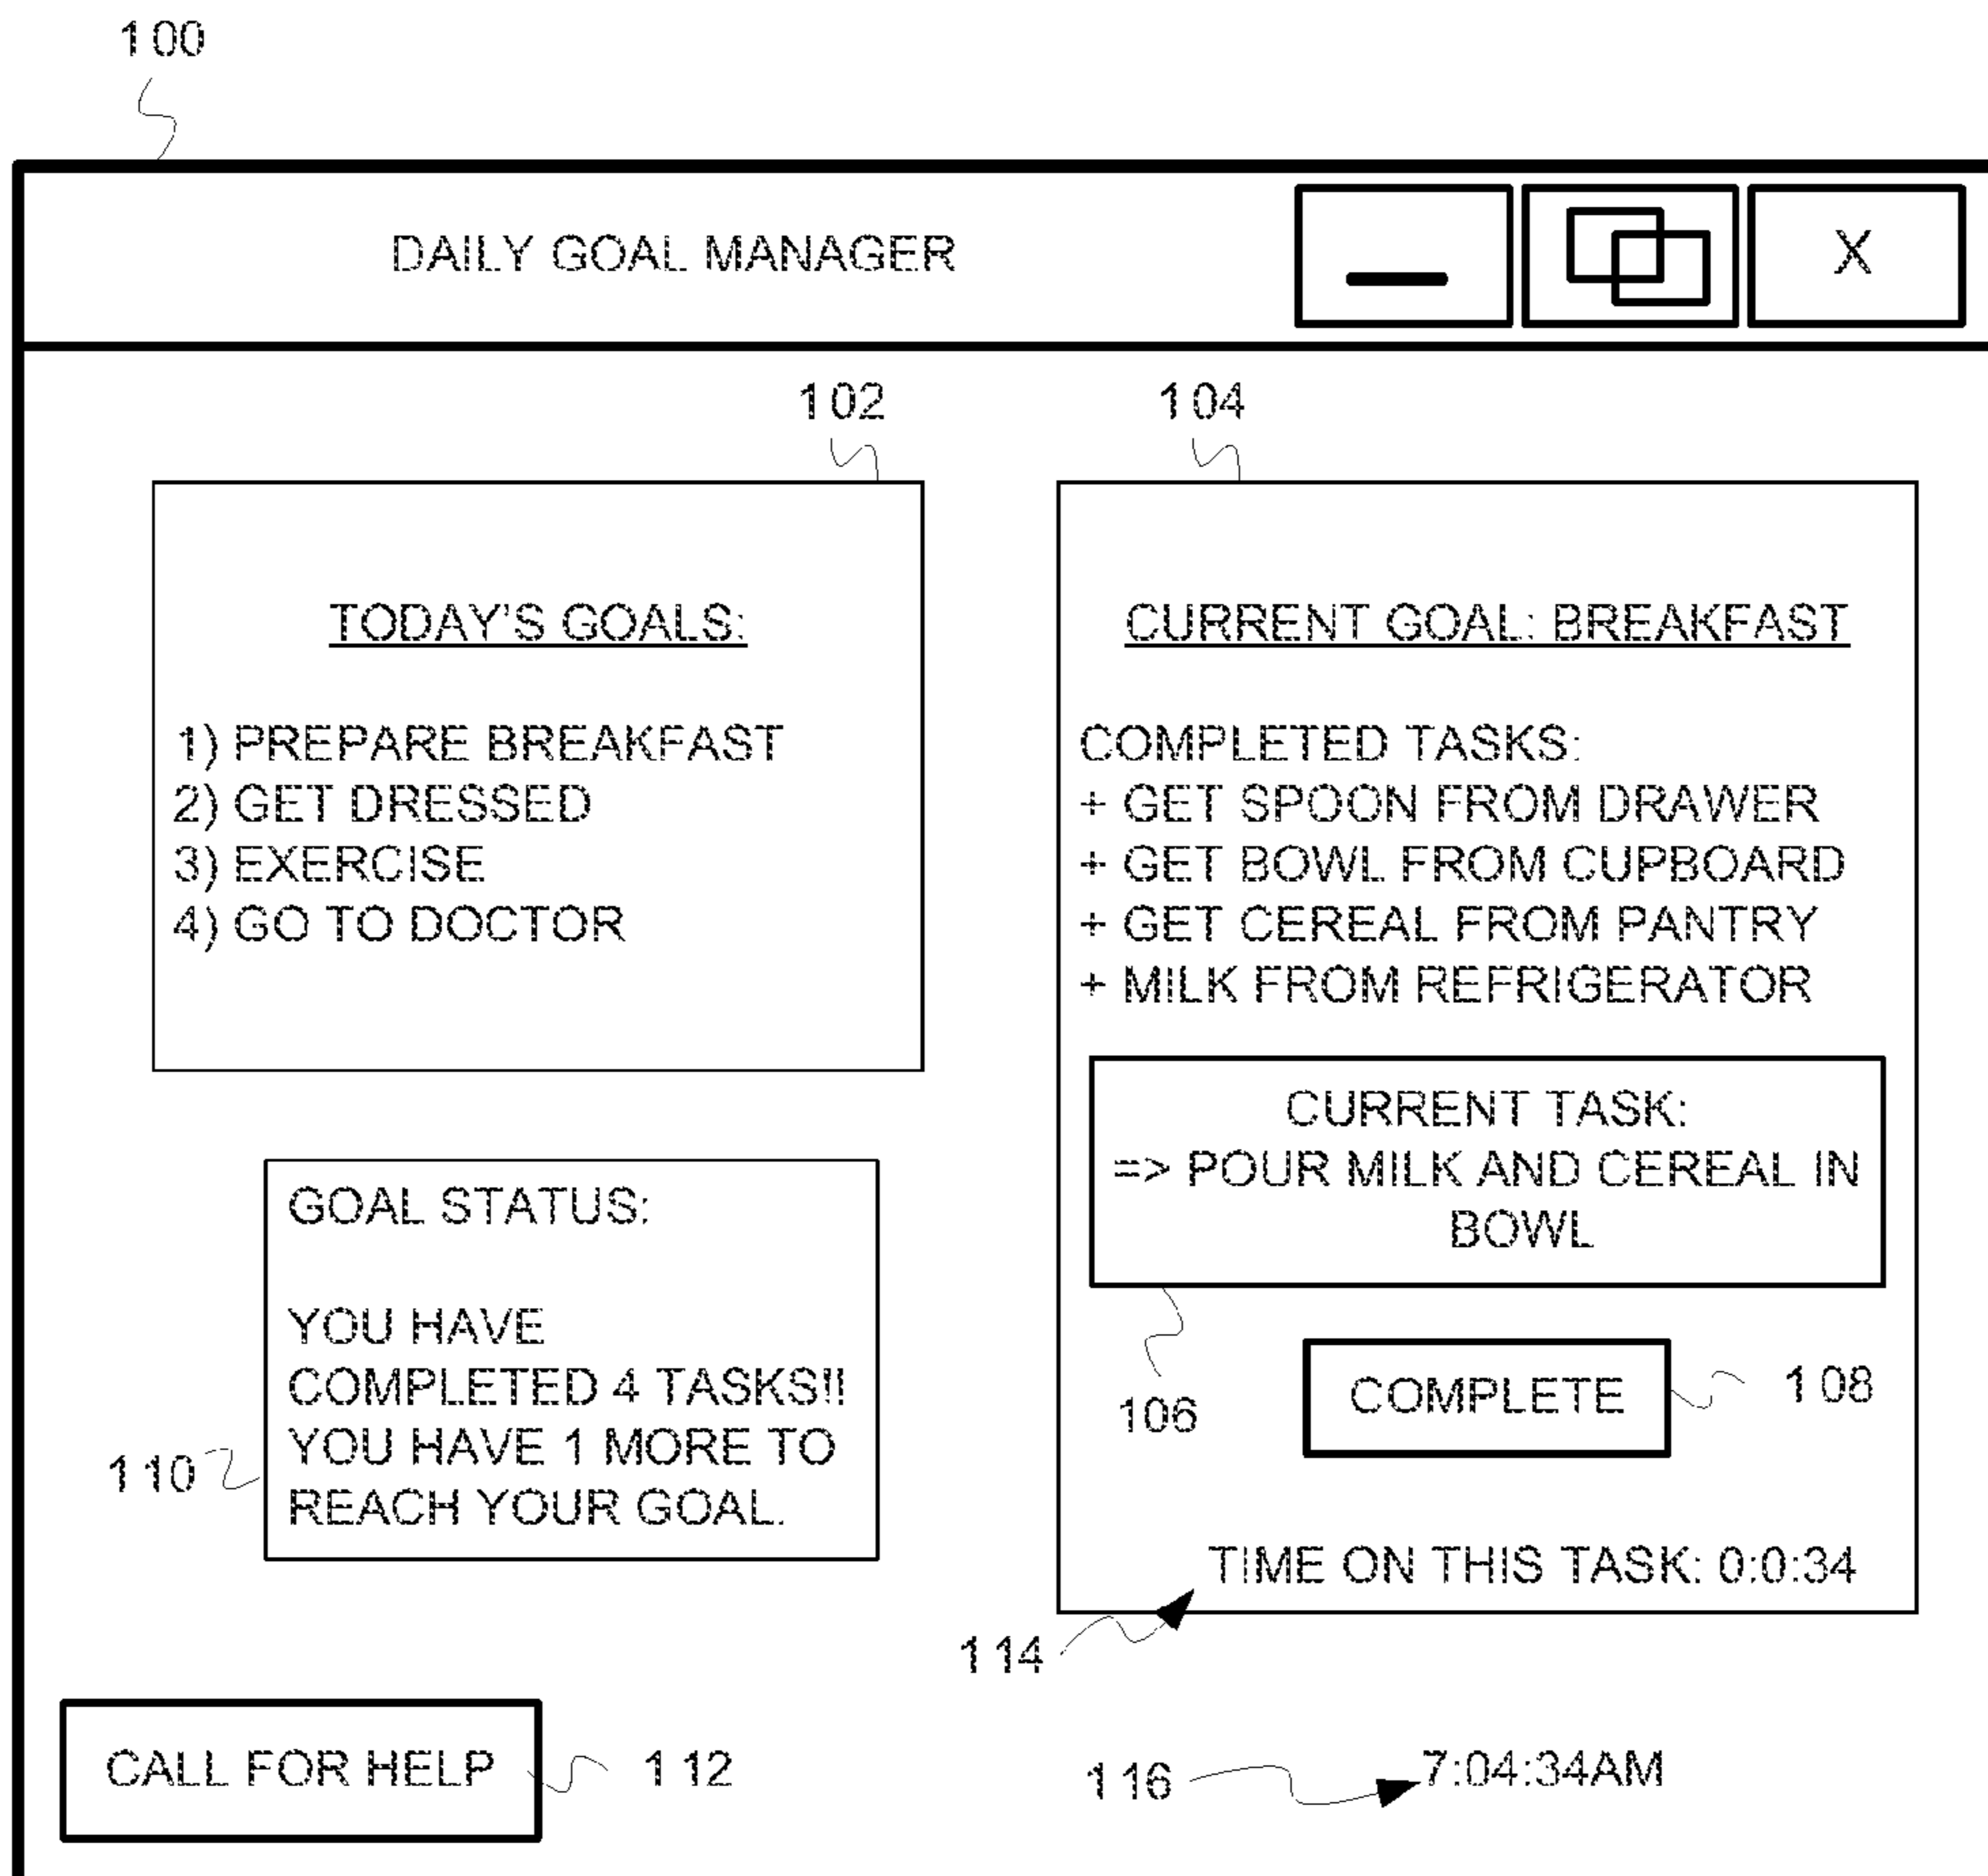 100
DAILY GOAL MANAGER
X
102
TODAY'S GOALS:
1) PREPARE BREAKFAST
2) GET DRESSED
3) EXERCISE
4) GO TO DOCTOR
104
CURRENT GOAL: BREAKFAST
COMPLETED TASKS:
+ GET SPOON FROM DRAWER
+ GET BOWL FROM CUPBOARD
+ GET CEREAL FROM PANTRY
+ MILK FROM REFRIGERATOR
CURRENT TASK:
=> POUR MILK AND CEREAL IN
BOWL
106
COMPLETE
108
TIME ON THIS TASK: 0:0:34
114
GOAL STATUS:
YOU HAVE
COMPLETED 4 TASKS!!
YOU HAVE 1 MORE TO
REACH YOUR GOAL.
110
CALL FOR HELP
112
116
7:04:34AM